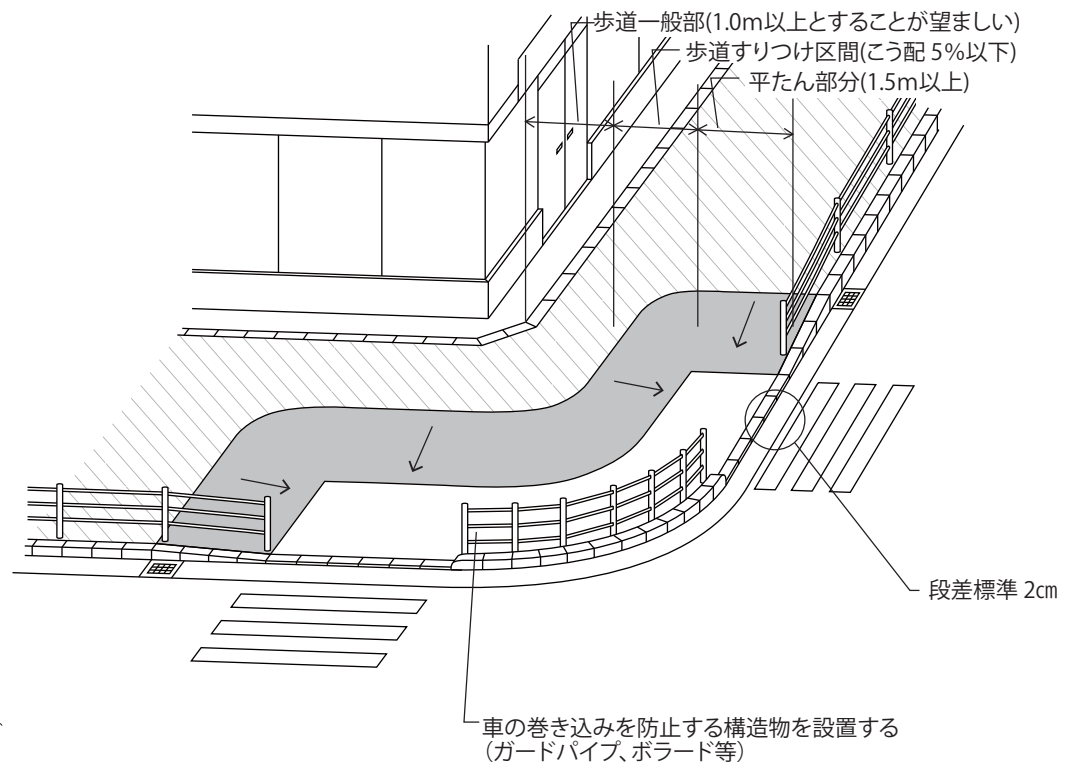 歩道一般部(1.0m以上とすることが望ましい)
歩道すりつけ区間(こう配 5%以下)
平たん部分(1.5m以上)
段差標準 2㎝
車の巻き込みを防止する構造物を設置する
（ガードパイプ、ボラード等）